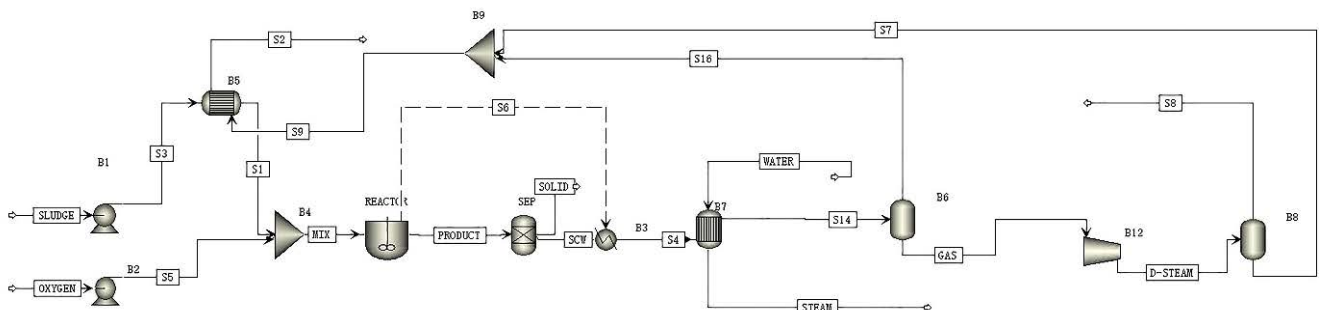 B9
S7
S2
S16
B5
S6
S8
S9
S3
B1
S1
WATER
SOLID
REACTOR
SEP
B4
B7
B6
B8
SLUDGE
MIX
PRODUCT
SCW
B3
S4
S14
B12
GAS
B2
S5
D-STEAM
OXYGEN
STEAM